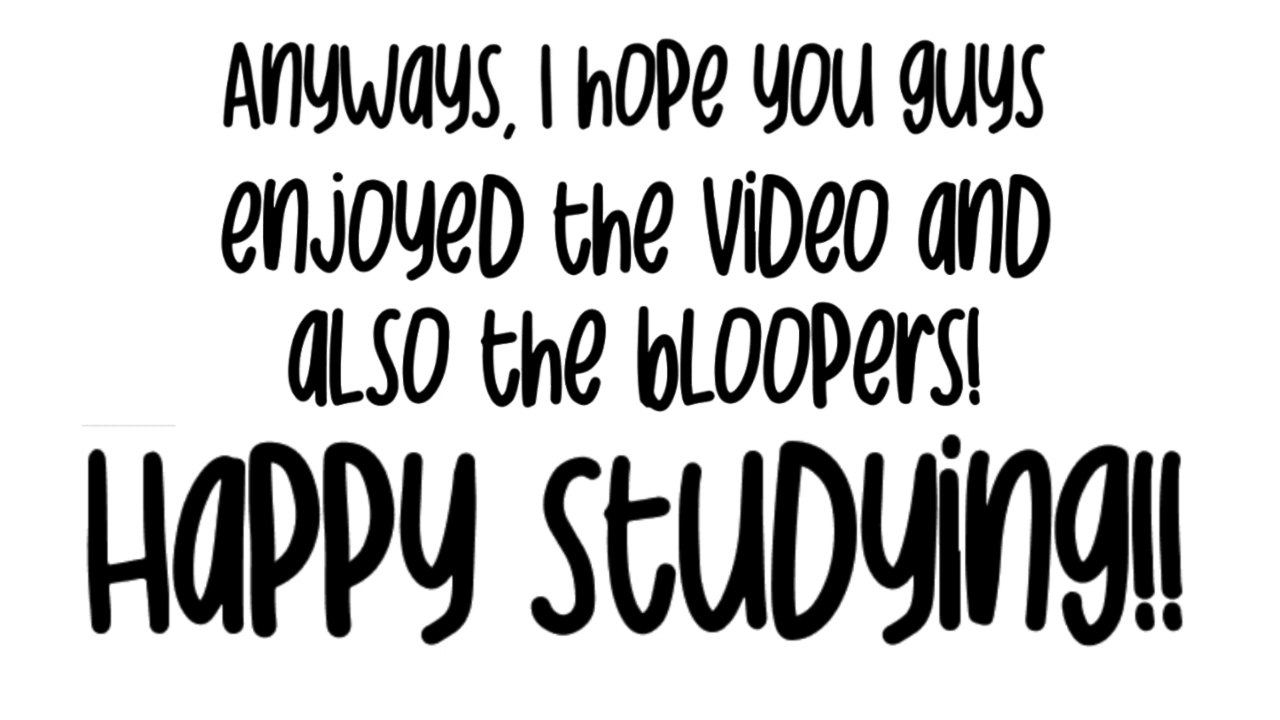 Anyways, I hope you guys
enjoyed the video and
also the bloopers!
Happy studying!!